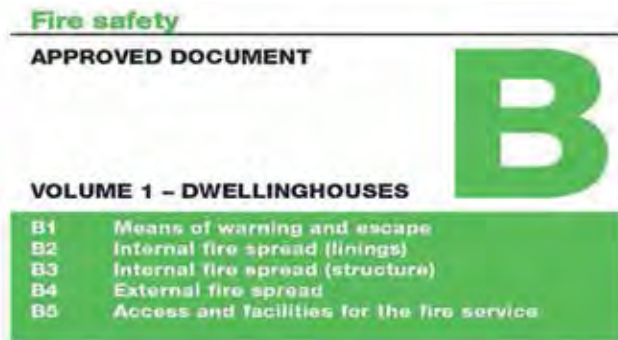 Fire safety
APPROVED DOCUMENT
B
VOLUME 1 – DWELLINGHOUSES
B1 Means of warning and escape
B2 Internal fire spread (linings)
B3 Internal fire spread (structure)
B4 External fire spread
B5 Access and facilities for the fire service